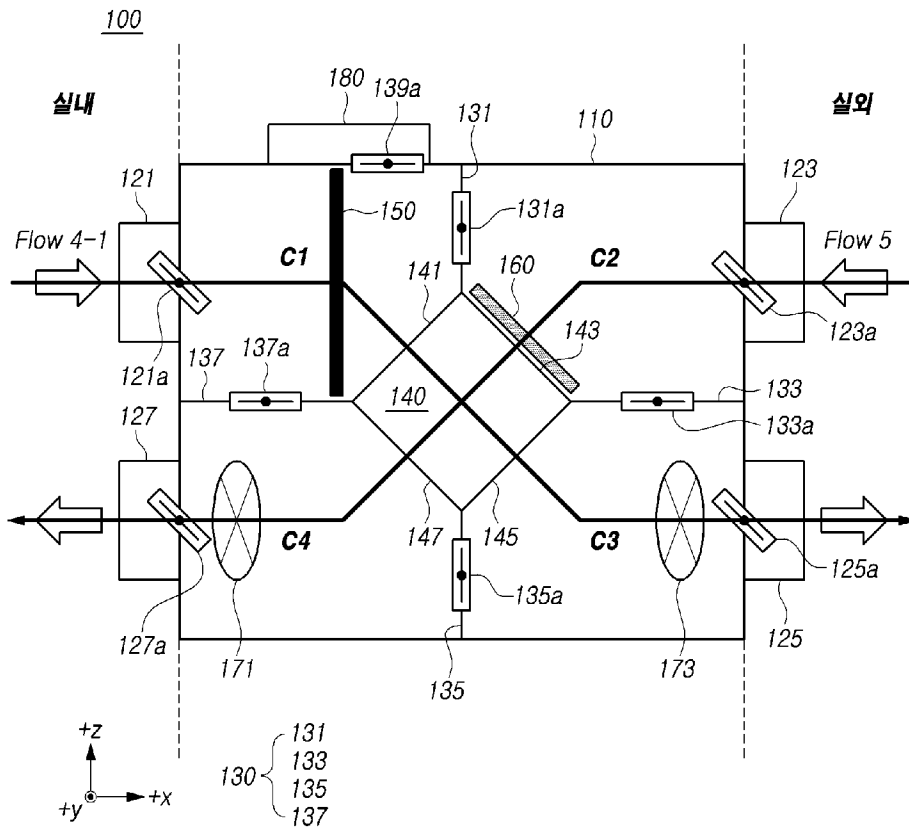 100
실내
실외
180
139a
131
110
121
150
131a
123
Flow 4-1
C1
C2
Flow 5
141
160
143
121a
137
137a
140
123a
133
133a
127
C4
147
145
C3
135a
125a
127a
171
135
173
125
+z
+y
+x
130
131
133
135
137